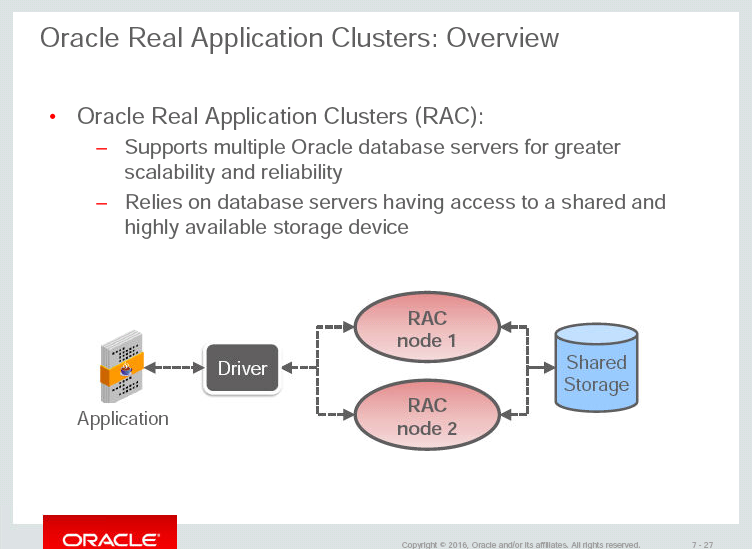 Oracle Real Application Clusters: Overview
• Oracle Real Application Clusters (RAC):
– Supports multiple Oracle database servers for greater
scalability and reliability
– Relies on database servers having access to a shared and
highly available storage device
RAC
node 1
Driver
Shared
Storage
Application
RAC
node 2
ORACLE
Copyright © 2016, Oracle and/or its affiliates. All rights reserved.
7 - 27